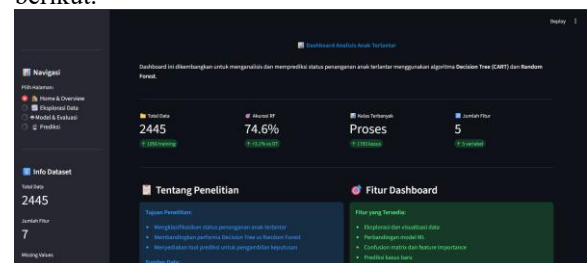 berikut.
Deploy
Dashboard Analisis Anak Terlantar
Dashboard ini dikembangkan untuk menganalisis dan memprediksi status penanganan anak terlantar menggunakan algoritma Decision Tree (CART) dan Random
Forest.
Navigasi
Pilih Halaman:
Home & Overview
Eksplorasi Data
Model & Evaluasi
Prediksi
Total Data
Akurasi RF
Kelas Terbanyak
Jumlah Fitur
2445
74.6%
Proses
5
5 variabel
Info Dataset
Total Data
2445
Jumlah Fitur
7
Missing Values
Tentang Penelitian
Fitur Dashboard
Tujuan Penelitian:
Mengklasifikasikan status penanganan anak terlantar
Membandingkan performa Decision Tree vs Random Forest
Menyediakan tool prediksi untuk pengambilan keputusan
Sumber Data:
Fitur yang Tersedia:
Eksplorasi dan visualisasi data
Perbandingan model ML
Confusion matrix dan feature importance
Prediksi kasus baru